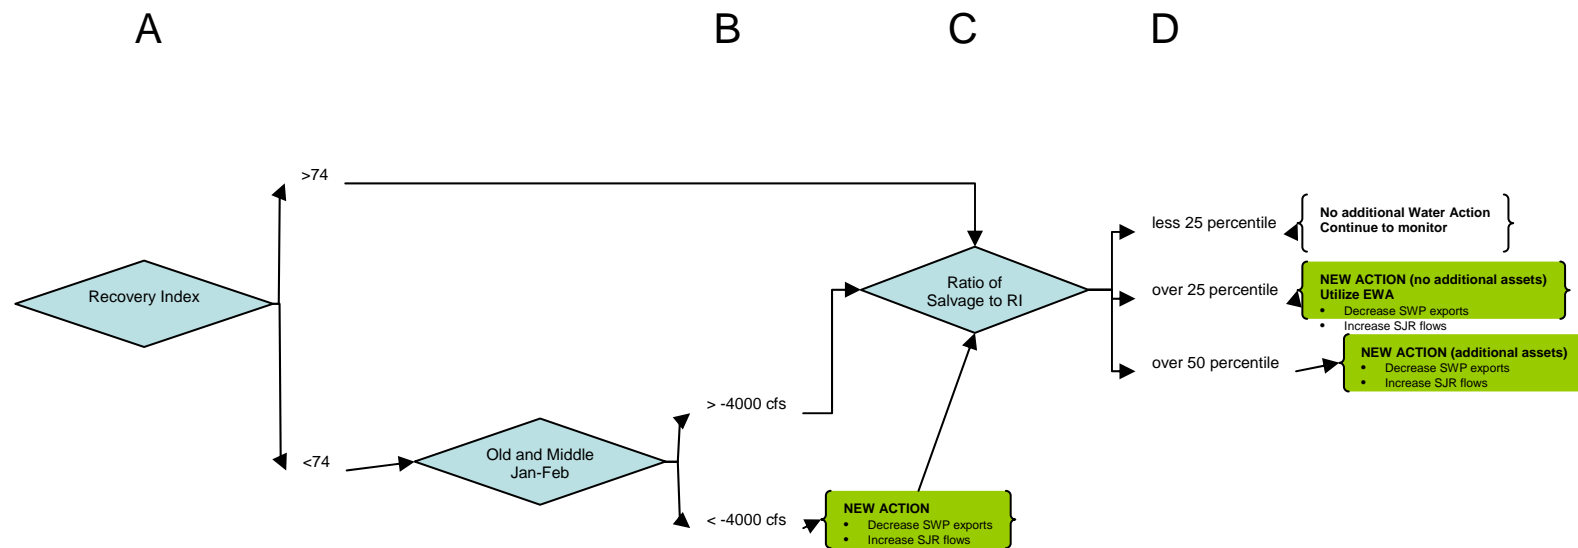 A
B
C
D
>74
Recovery Index
<74
Old and Middle
Jan-Feb
> -4000 cfs
< -4000 cfs
NEW ACTION
• Decrease SWP exports
• Increase SJR flows
Ratio of
Salvage to RI
less 25 percentile
No additional Water Action
Continue to monitor
over 25 percentile
NEW ACTION (no additional assets)
Utilize EWA
• Decrease SWP exports
• Increase SJR flows
over 50 percentile
NEW ACTION (additional assets)
• Decrease SWP exports
• Increase SJR flows